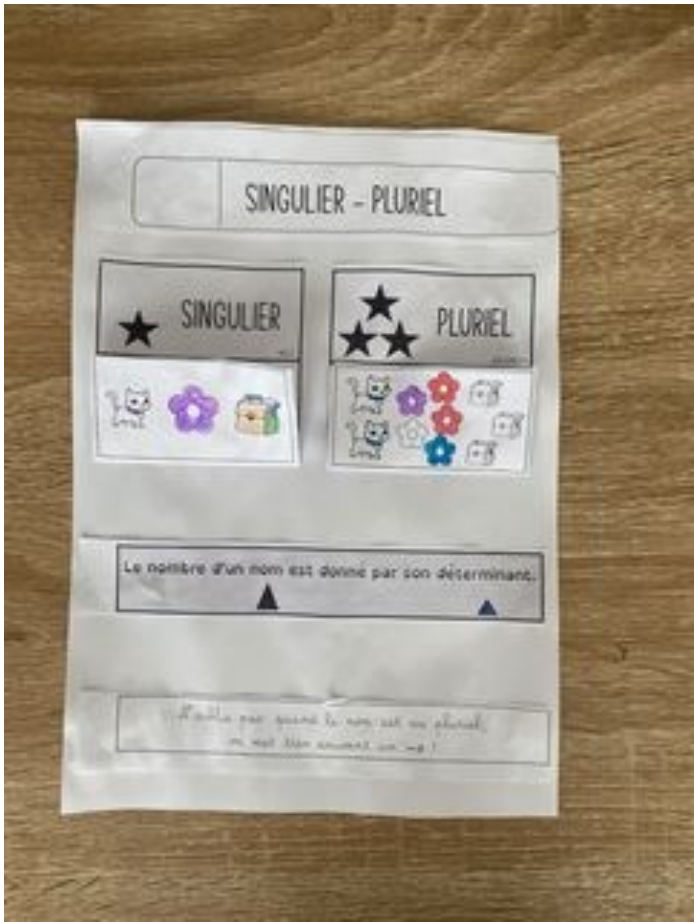 SINGULIER - PLURIEL
SINGULIER
PLURIEL
Le nombre d'un nom est donné par son déterminant.
N'oublie pas quand le nom est au pluriel,
on met bien souvent un